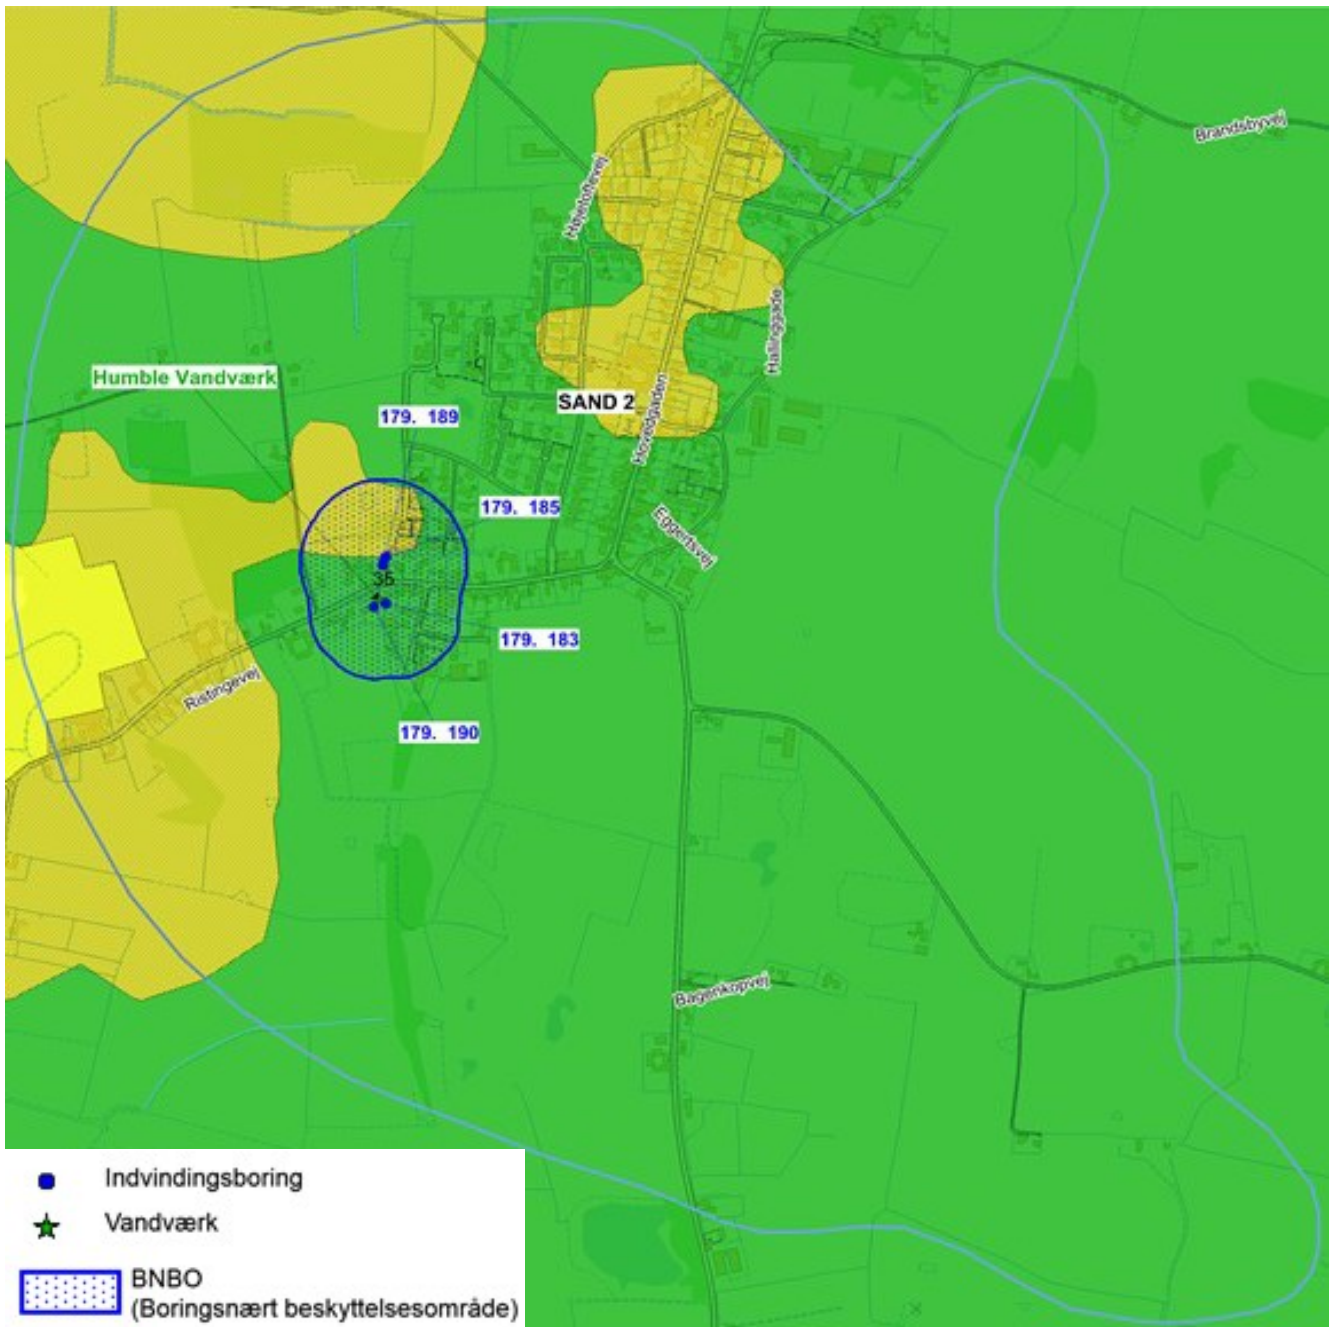 Brandsbyvej
Højetoftevej
Hallinggade
Humble Vandværk
SAND 2
179. 189
Hovedgaden
179. 185
Eggertsvej
35
179. 183
Ristingevej
179. 190
Bagenkopvej
Indvindingsboring
Vandværk
BNBO
(Boringsnært beskyttelsesområde)